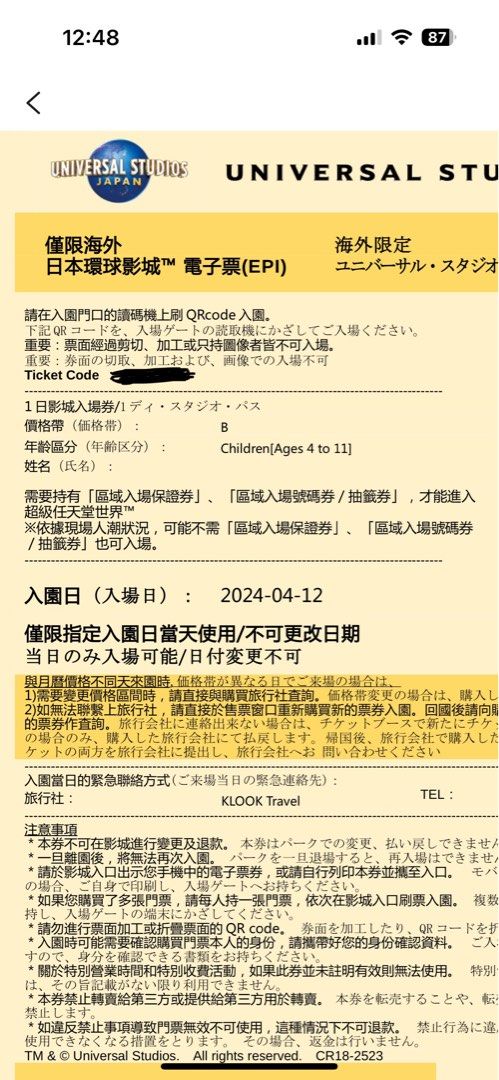 12:48
87
UNIVERSAL STUDIOS
JAPAN
UNIVERSAL STU
僅限海外
海外限定
日本環球影城™ 電子票(EPI)
ユニバーサル・スタジオ
請在入園門口的讀碼機上刷 QRcode 入園。
下記 QR コードを、入場ゲートの読取機にかざしてご入場ください。
重要：票面經過剪切、加工或只持圖像者皆不可入場。
重要：券面の切取、加工および、画像での入場不可
Ticket Code
1 日影城入場券/1 ディ・スタジオ・パス
價格帶（価格帯）： B
年齡區分（年齢区分）： Children[Ages 4 to 11]
姓名（氏名）：
需要持有「區域入場保證券」、「區域入場號碼券 / 抽籤券」，才能進入
超級任天堂世界™
※依據現場人潮狀況，可能不需「區域入場保證券」、「區域入場號碼券
/ 抽籤券」也可入場。
入園日（入場日）： 2024-04-12
僅限指定入園日當天使用/不可更改日期
当日のみ入場可能/日付変更不可
與月曆價格不同天來園時, 価格帯が異なる日でご来場の場合は、
1)需要變更價格區間時，請直接與購買旅行社查詢。価格帯変更の場合は、購入し
2)如無法聯繫上旅行社，請直接於售票窗口重新購買新的票券入園。回國後請向購
的票券作查詢。旅行会社に連絡出来ない場合は、チケットブースで新たにチケ
の場合のみ、購入した旅行会社にて払戻します。帰国後、旅行会社で購入した
ケットの両方を旅行会社に提出し、旅行会社へお 問い合わせください
入園當日的緊急聯絡方式(ご来場当日の緊急連絡先)：
旅行社： KLOOK Travel TEL：
注意事項
* 本券不可在影城進行變更及退款。 本券はパークでの変更、払い戻しできません
* 一旦離園後，將無法再次入園。 パークを一旦退場すると、再入場はできませ
* 請於影城入口出示您手機中的電子票券，或請自行列印本券並攜至入口。 モバ
の場合、ご自身で印刷し、入場ゲートへお持ちください。
* 如果您購買了多張門票，請每人持一張門票，依次在影城入口刷票入園。 複数
持し、入場ゲートの端末にかざしてください。
* 請勿進行票面加工或折疊票面的 QR code。 券面を加工したり、QR コードを折
* 入園時可能需要確認購買門票本人的身份，請攜帶好您的身份確認資料。 ご入
すので、身分を確認できる書類をお持ちください。
* 關於特別營業時間和特別收費活動，如果此券並未註明有效則無法使用。 特別
は、その旨記載がない限り利用できません。
* 本券禁止轉賣給第三方或提供給第三方用於轉賣。 本券を転売することや、転
禁止します。
* 如違反禁止事項導致門票無效不可使用，這種情況下不可退款。 禁止行為に違
使用できなくなる措置をとります。 その場合、返金は行いません。
TM & © Universal Studios. All rights reserved. CR18-2523